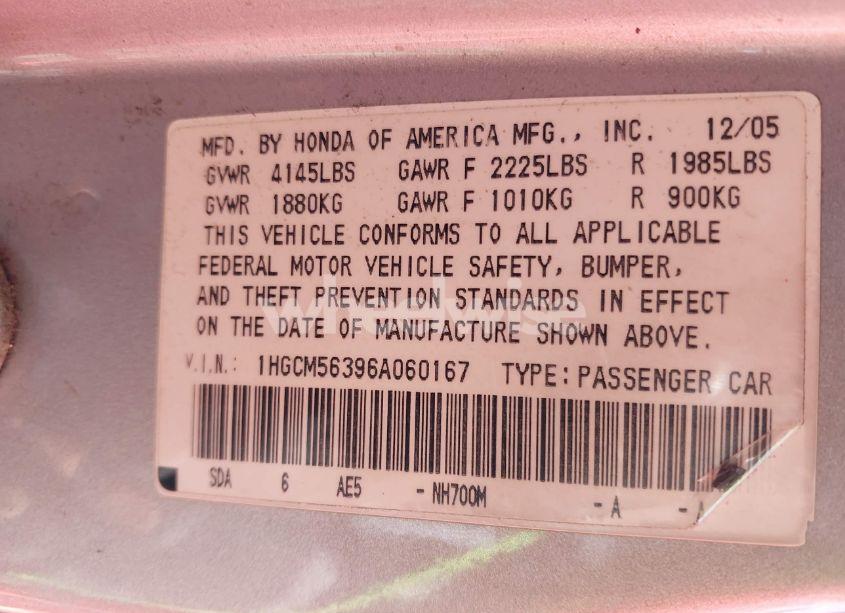 MFD. BY HONDA OF AMERICA MFG., INC. 12/05
GVWR 4145LBS GAWR F 2225LBS R 1985LBS
GVWR 1880KG GAWR F 1010KG R 900KG
THIS VEHICLE CONFORMS TO ALL APPLICABLE
FEDERAL MOTOR VEHICLE SAFETY, BUMPER,
AND THEFT PREVENTION STANDARDS IN EFFECT
ON THE DATE OF MANUFACTURE SHOWN ABOVE.
V.I.N.: 1HGCM56396A060167 TYPE: PASSENGER CAR
SDA 6 AE5 - NH700M - A -